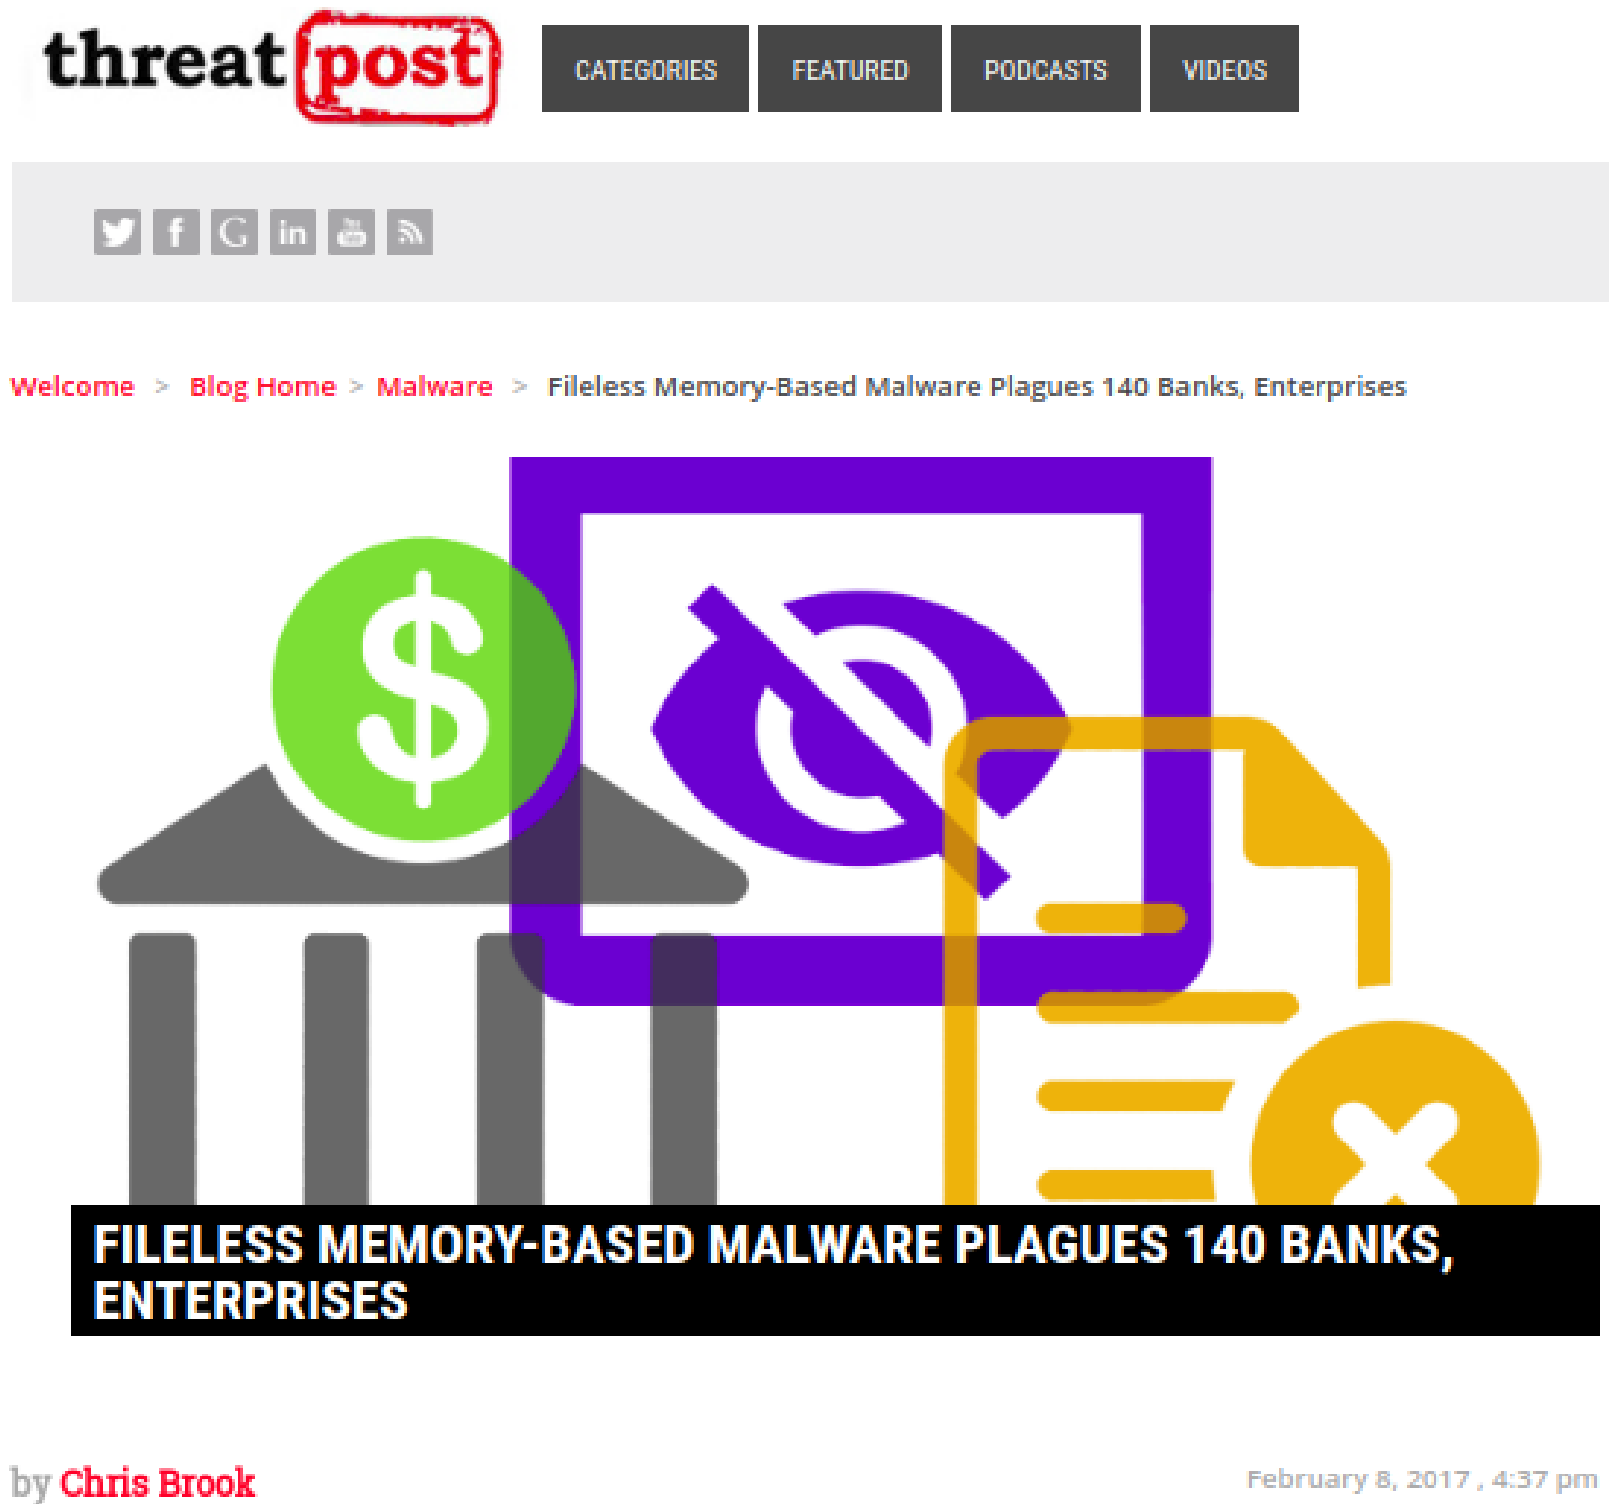 threatpost
CATEGORIES FEATURED PODCASTS VIDEOS
Welcome > Blog Home > Malware > Fileless Memory-Based Malware Plagues 140 Banks, Enterprises
$
FILELESS MEMORY-BASED MALWARE PLAGUES 140 BANKS,
ENTERPRISES
by Chris Brook
February 8, 2017 , 4:37 pm